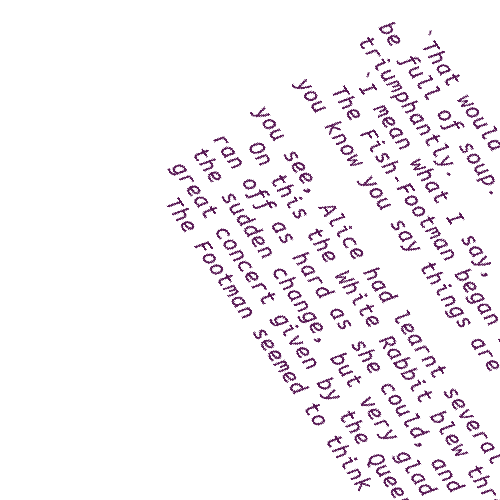 `That would
be full of soup
triumphantly.
`I mean what I say,
The Fish-Footman began
you know you say things are
you see, Alice had learnt several
on this the White Rabbit blew
ran off as hard as she could, and
the sudden change, but very glad
great concert given by the Queen
The Footman seemed to think